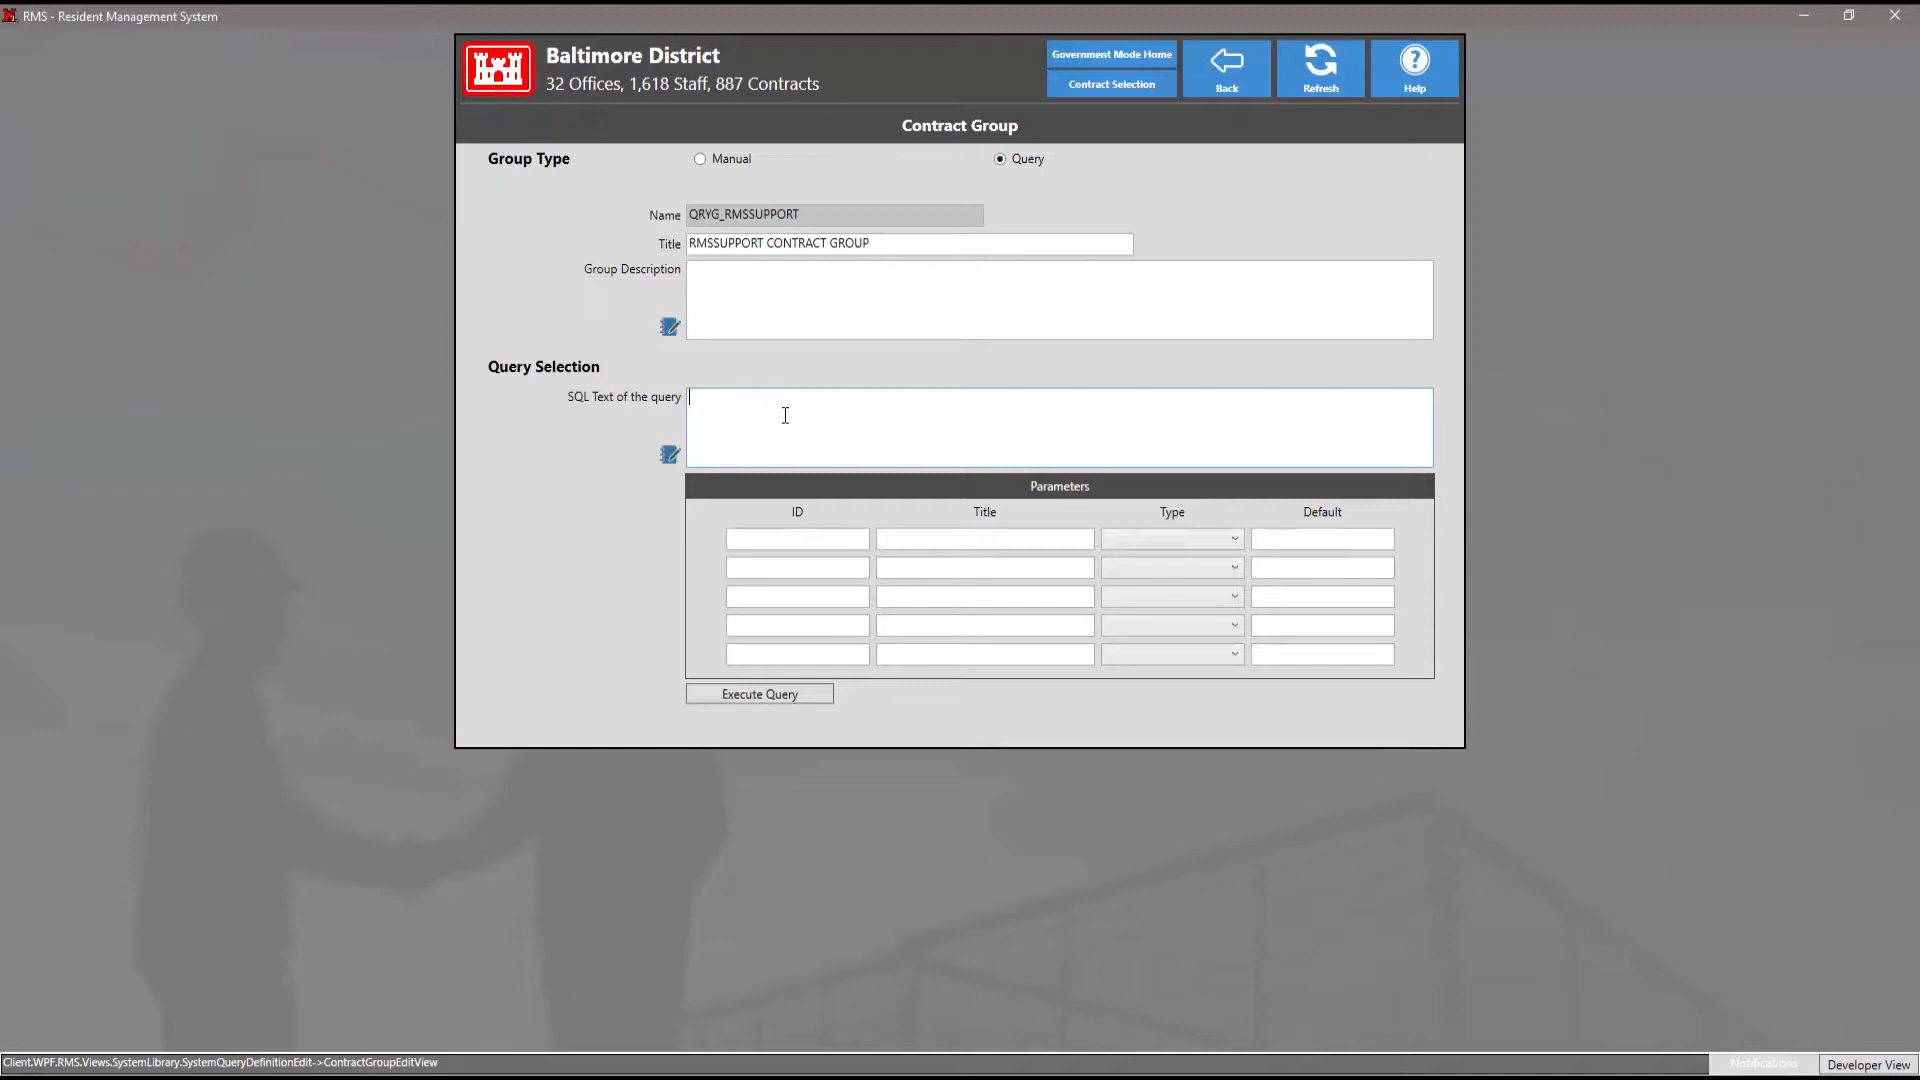 RMS - Resident Management System
Baltimore District
32 Offices, 1,618 Staff, 887 Contracts
Government Mode Home
Contract Selection
Back
Refresh
Help
Contract Group
Group Type
Manual
Query
Name QRYG_RMSSUPPORT
Title RMSSUPPORT CONTRACT GROUP
Group Description
Query Selection
SQL Text of the query
Parameters
ID Title Type Default
Execute Query
Client.WPF.RMS.Views.SystemLibrary.SystemQueryDefinitionEdit->ContractGroupEditView
Notifications
Developer View